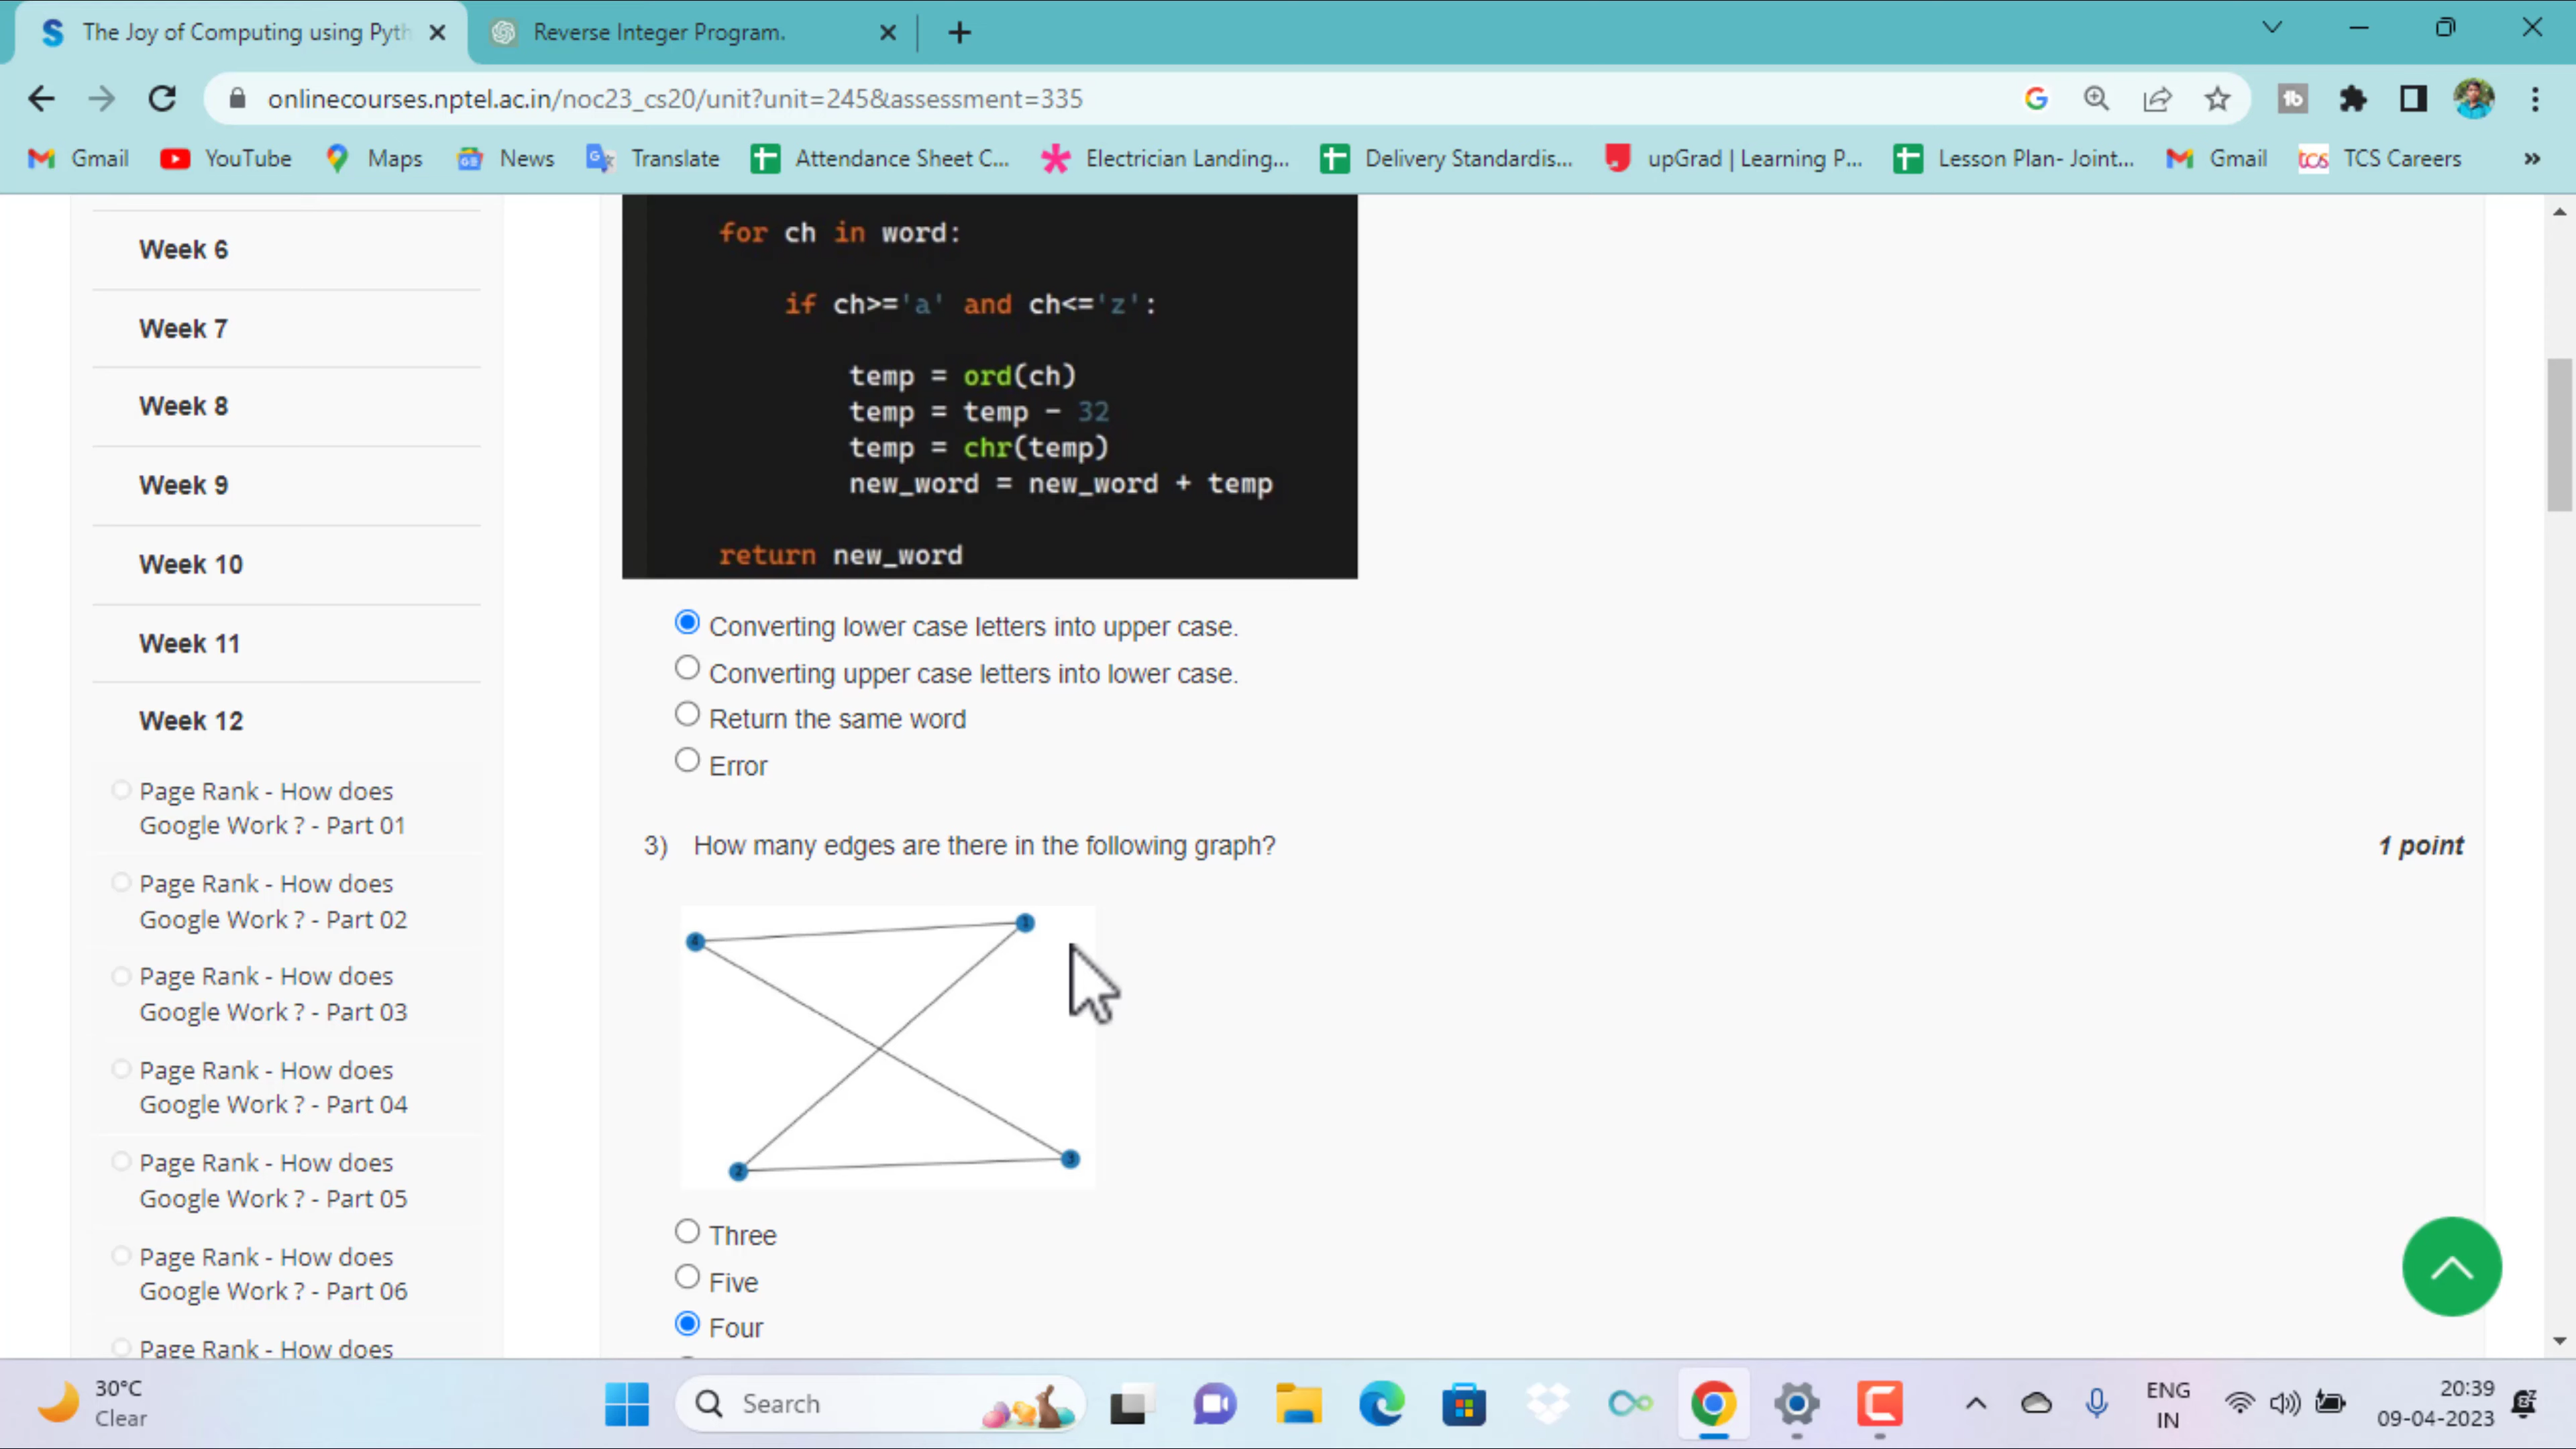 The Joy of Computing using Pyth
Reverse Integer Program.
onlinecourses.nptel.ac.in/noc23_cs20/unit?unit=245&assessment=335
Gmail
YouTube
Maps
News
Translate
Attendance Sheet C...
Electrician Landing...
Delivery Standardis...
upGrad | Learning P...
Lesson Plan- Joint...
Gmail
tcs TCS Careers
»
Week 6
Week 7
Week 8
Week 9
Week 10
Week 11
Week 12
Page Rank - How does
Google Work ? - Part 01
Page Rank - How does
Google Work ? - Part 02
Page Rank - How does
Google Work ? - Part 03
Page Rank - How does
Google Work ? - Part 04
Page Rank - How does
Google Work ? - Part 05
Page Rank - How does
Google Work ? - Part 06
Page Rank - How does
for ch in word:
if ch>='a' and ch<='z':
temp = ord(ch)
temp = temp - 32
temp = chr(temp)
new_word = new_word + temp
return new_word
Converting lower case letters into upper case.
Converting upper case letters into lower case.
Return the same word
Error
3) How many edges are there in the following graph?
1 point
4
1
2
3
Three
Five
Four
30°C
Clear
Search
ENG
IN
20:39
09-04-2023